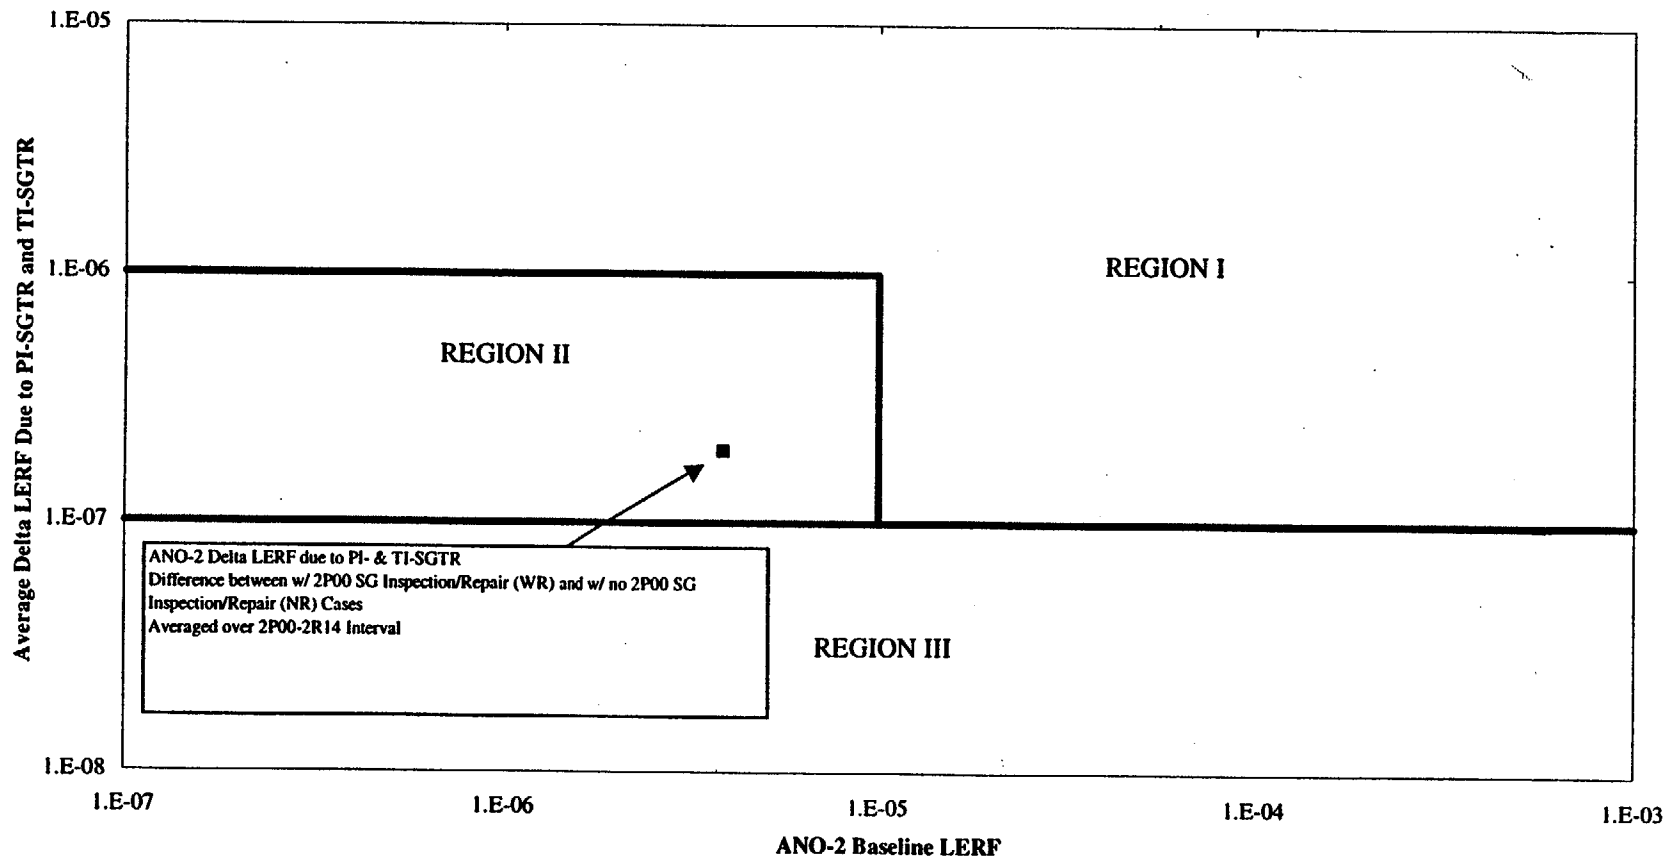 1.E-05
1.E-06
1.E-07
1.E-08
Average Delta LERF Due to PI-SGTR and TI-SGTR
REGION I
REGION II
ANO-2 Delta LERF due to PI- & TI-SGTR
Difference between w/ 2P00 SG Inspection/Repair (WR) and w/ no 2P00 SG
Inspection/Repair (NR) Cases
Averaged over 2P00-2R14 Interval
REGION III
1.E-07
1.E-06
1.E-05
1.E-04
1.E-03
ANO-2 Baseline LERF